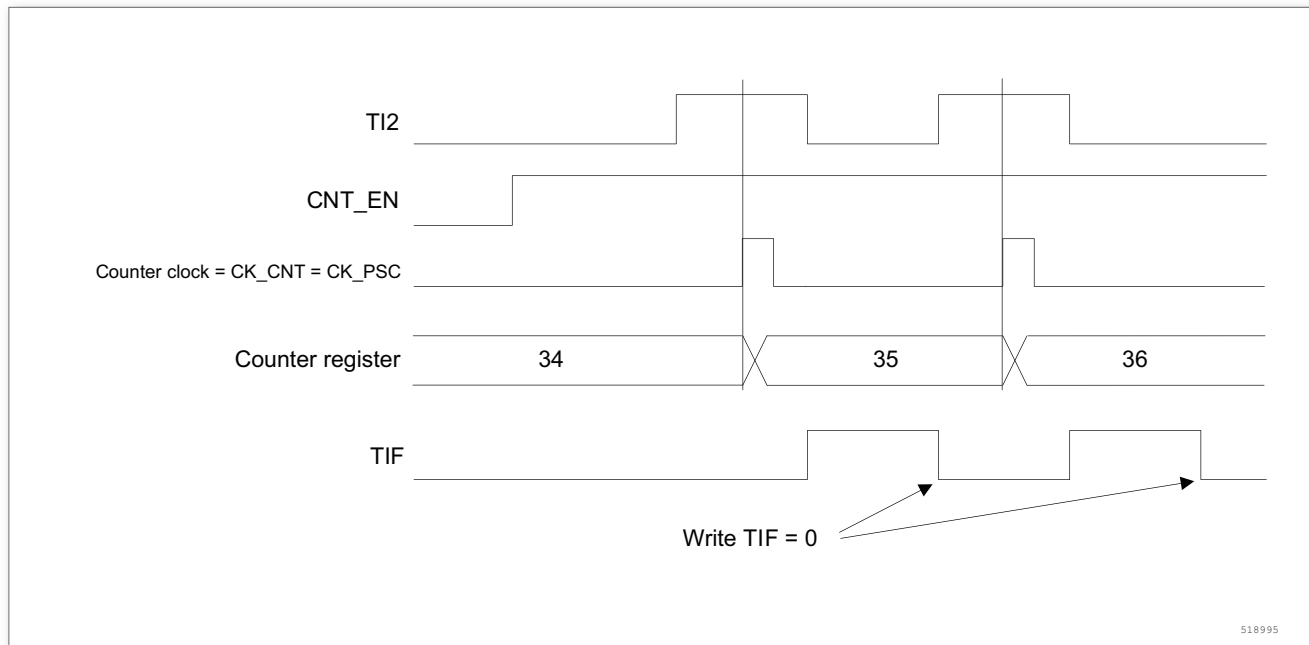 TI2
CNT_EN
Counter clock = CK_CNT = CK_PSC
Counter register 34 35 36
TIF
Write TIF = 0
518995